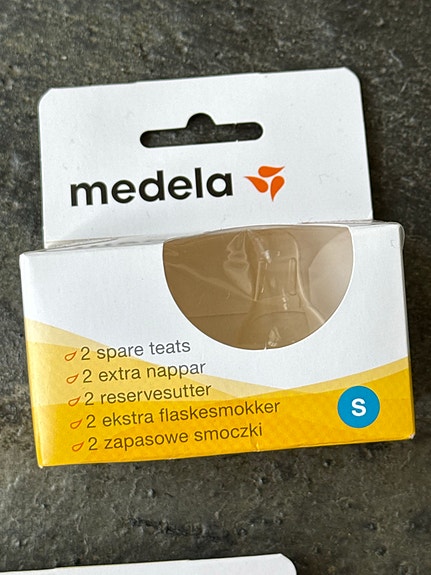 medela
2 spare teats
2 extra nappar
2 reservesutter
2 ekstra flaskesmokker
2 zapasowe smoczki
S